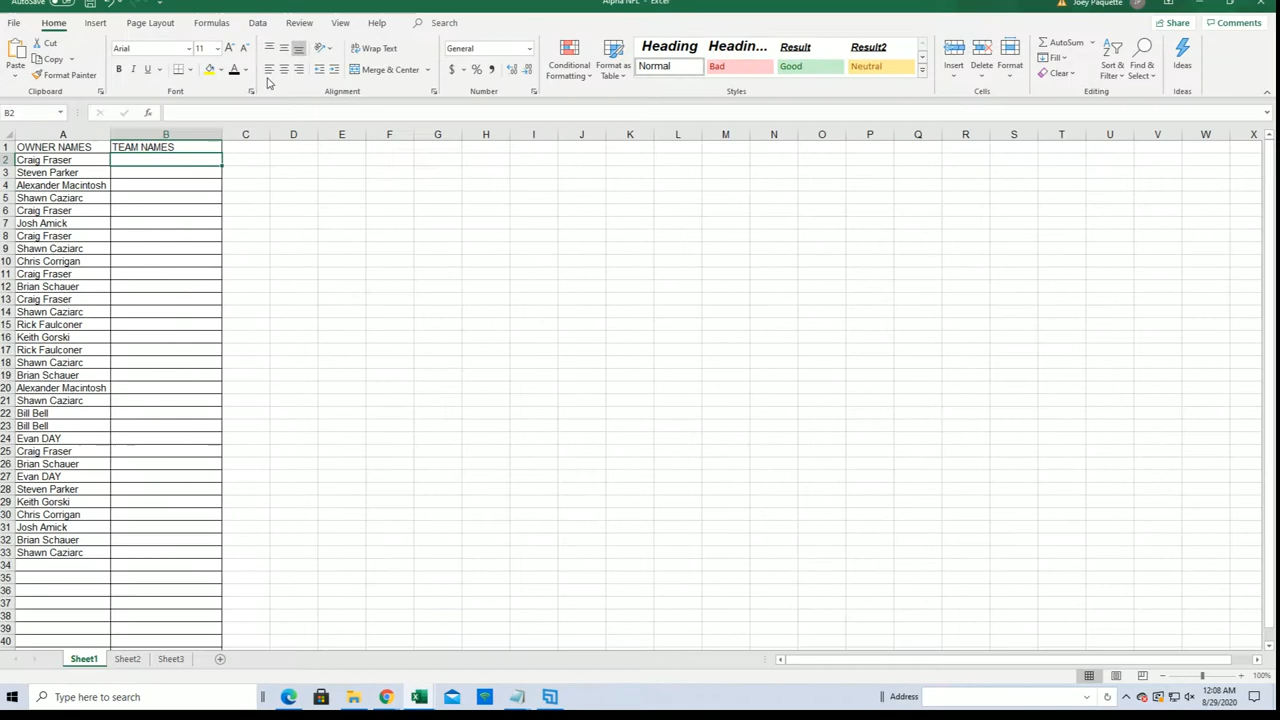 AutoSave Off Alpha NFL - Excel Joey Paquette JP
File Home Insert Page Layout Formulas Data Review View Help Search Share Comments
Paste Cut Copy Format Painter Clipboard
Arial 11 B I U Font
Wrap Text Merge & Center Alignment
General $ % , Number
Conditional Formatting Format as Table
Heading Headin... Result Result2
Normal Bad Good Neutral
Styles
Insert Delete Format Cells
AutoSum Fill Clear Sort & Filter Find & Select Editing
Ideas Ideas
B2 fx
A B C D E F G H I J K L M N O P Q R S T U V W X
1 OWNER NAMES TEAM NAMES
2 Craig Fraser
3 Steven Parker
4 Alexander Macintosh
5 Shawn Caziarc
6 Craig Fraser
7 Josh Amick
8 Craig Fraser
9 Shawn Caziarc
10 Chris Corrigan
11 Craig Fraser
12 Brian Schauer
13 Craig Fraser
14 Shawn Caziarc
15 Rick Faulconer
16 Keith Gorski
17 Rick Faulconer
18 Shawn Caziarc
19 Brian Schauer
20 Alexander Macintosh
21 Shawn Caziarc
22 Bill Bell
23 Bill Bell
24 Evan DAY
25 Craig Fraser
26 Brian Schauer
27 Evan DAY
28 Steven Parker
29 Keith Gorski
30 Chris Corrigan
31 Josh Amick
32 Brian Schauer
33 Shawn Caziarc
34
35
36
37
38
39
40
Sheet1 Sheet2 Sheet3
100%
Type here to search Address 12:08 AM
8/29/2020